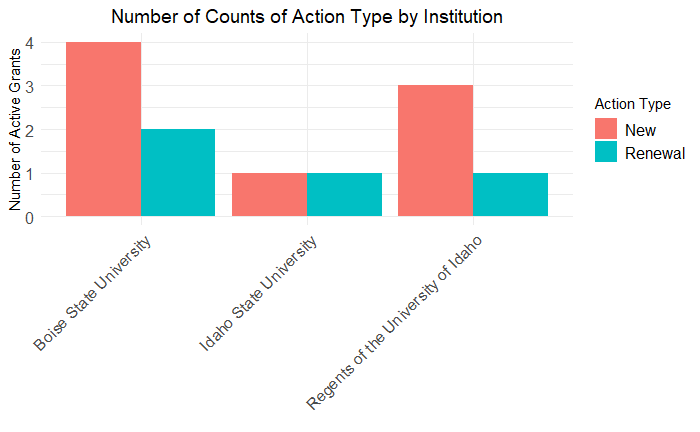 Number of Counts of Action Type by Institution
Number of Active Grants
4
3
2
1
0
Boise State University
Idaho State University
Regents of the University of Idaho
Action Type
New
Renewal